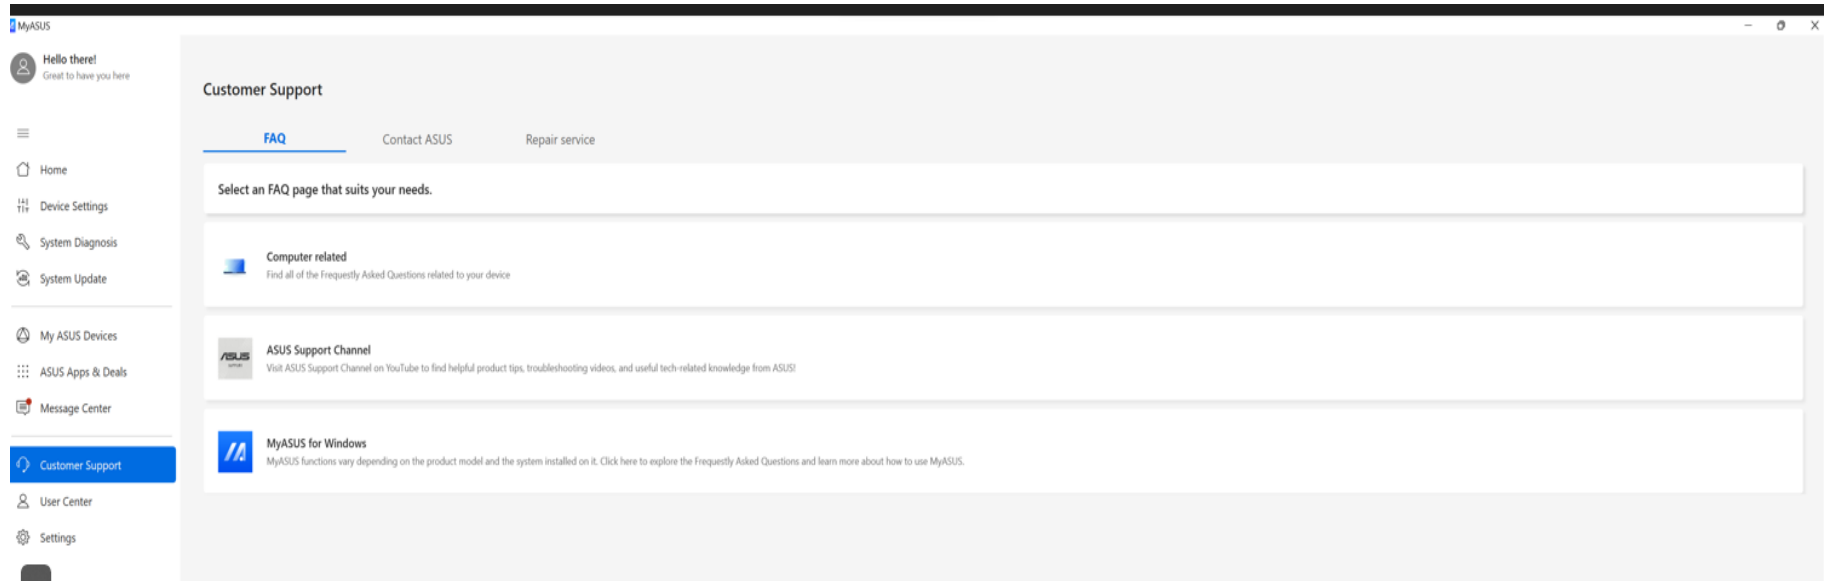 MyASUS
Hello there!
Great to have you here
Home
Device Settings
System Diagnosis
System Update
My ASUS Devices
ASUS Apps & Deals
Message Center
Customer Support
User Center
Settings
Customer Support
FAQ
Contact ASUS
Repair service
Select an FAQ page that suits your needs.
Computer related
Find all of the Frequestly Asked Questions related to your device
ASUS
ASUS Support Channel
Visit ASUS Support Channel on YouTube to find helpful product tips, troubleshooting videos, and useful tech-related knowledge from ASUS!
MyASUS for Windows
MyASUS functions vary depending on the product model and the system installed on it. Click here to explore the Frequestly Asked Questions and learn more about how to use MyASUS.